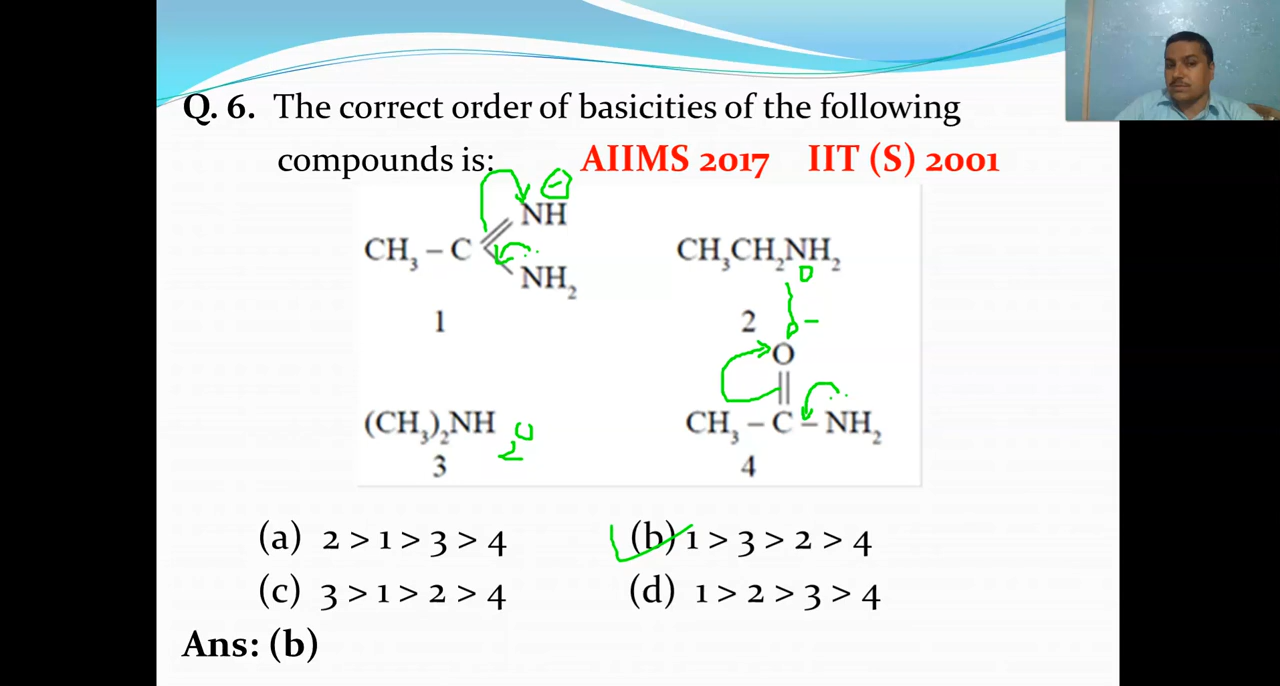 Q. 6. The correct order of basicities of the following
compounds is: AIIMS 2017 IIT (S) 2001
NH
CH₃ – C
NH₂
1
CH₃CH₂NH₂
2
(CH₃)₂NH
3
O
CH₃ – C – NH₂
4
(a) 2 > 1 > 3 > 4 (b) 1 > 3 > 2 > 4
(c) 3 > 1 > 2 > 4 (d) 1 > 2 > 3 > 4
Ans: (b)